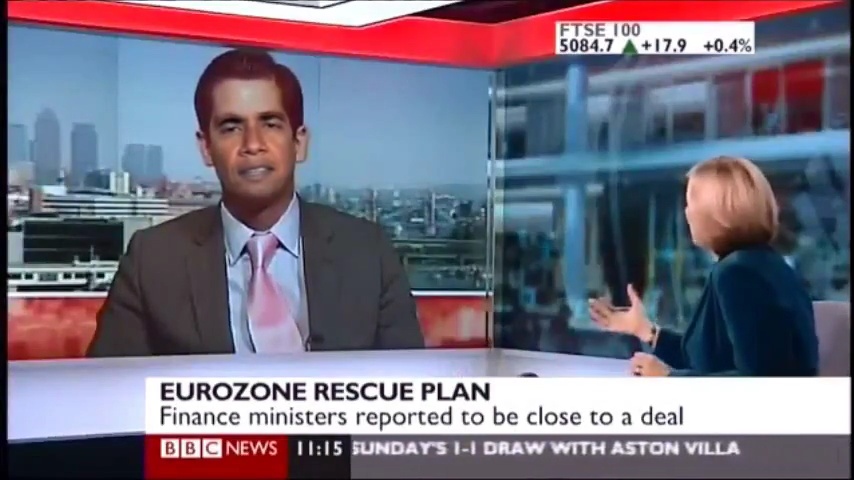 FTSE 100
5084.7 ▲ +17.9 +0.4%
EUROZONE RESCUE PLAN
Finance ministers reported to be close to a deal
BBC NEWS 11:15 SUNDAY'S 1-1 DRAW WITH ASTON VILLA